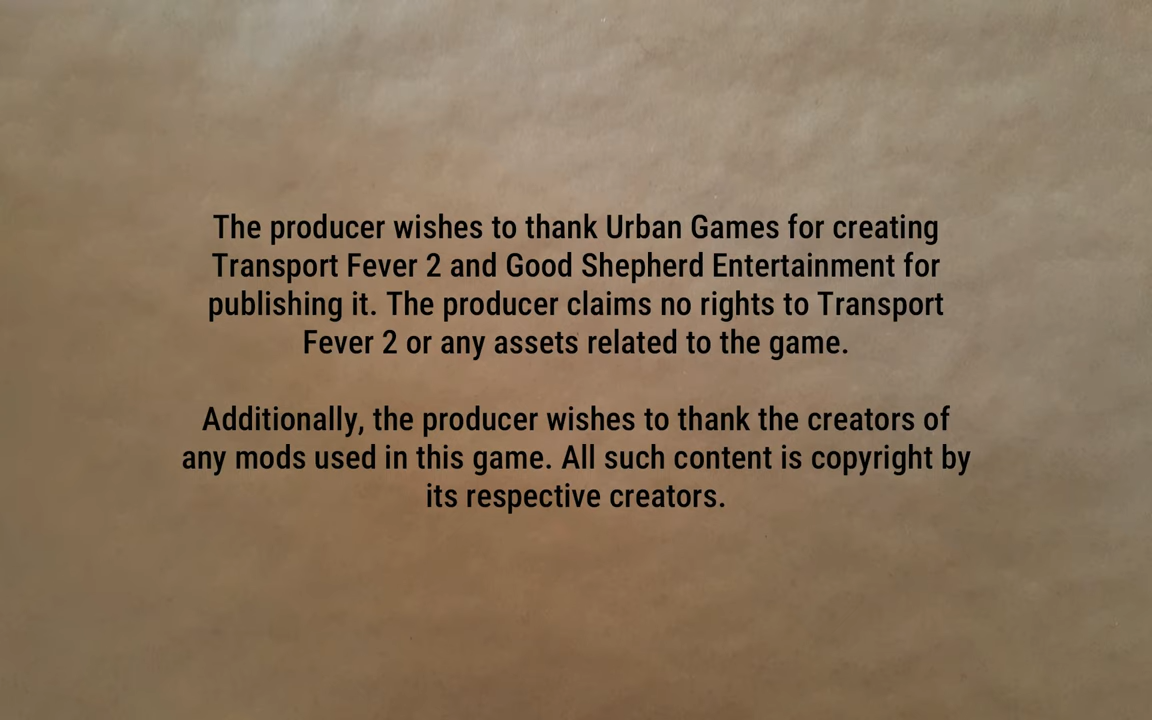 The producer wishes to thank Urban Games for creating
Transport Fever 2 and Good Shepherd Entertainment for
publishing it. The producer claims no rights to Transport
Fever 2 or any assets related to the game.
Additionally, the producer wishes to thank the creators of
any mods used in this game. All such content is copyright by
its respective creators.